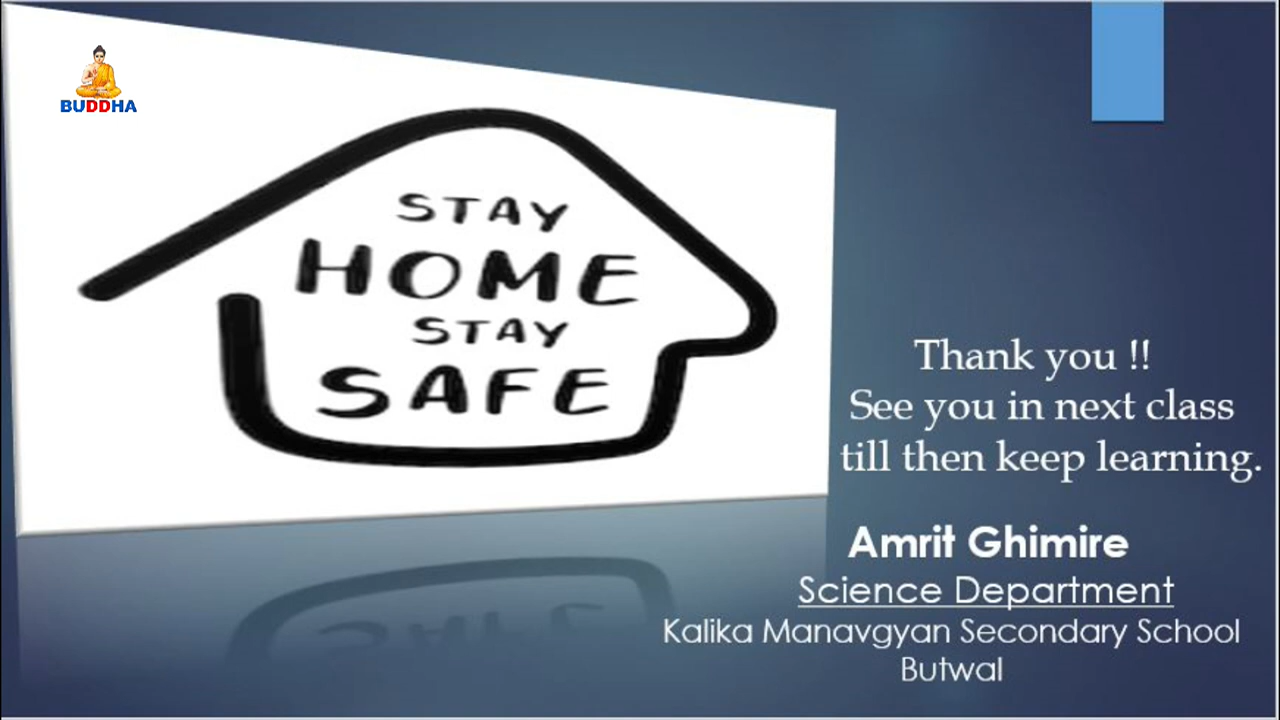 BUDDHA
STAY
HOME
STAY
SAFE
Thank you !!
See you in next class
till then keep learning.
Amrit Ghimire
Science Department
Kalika Manavgyan Secondary School
Butwal